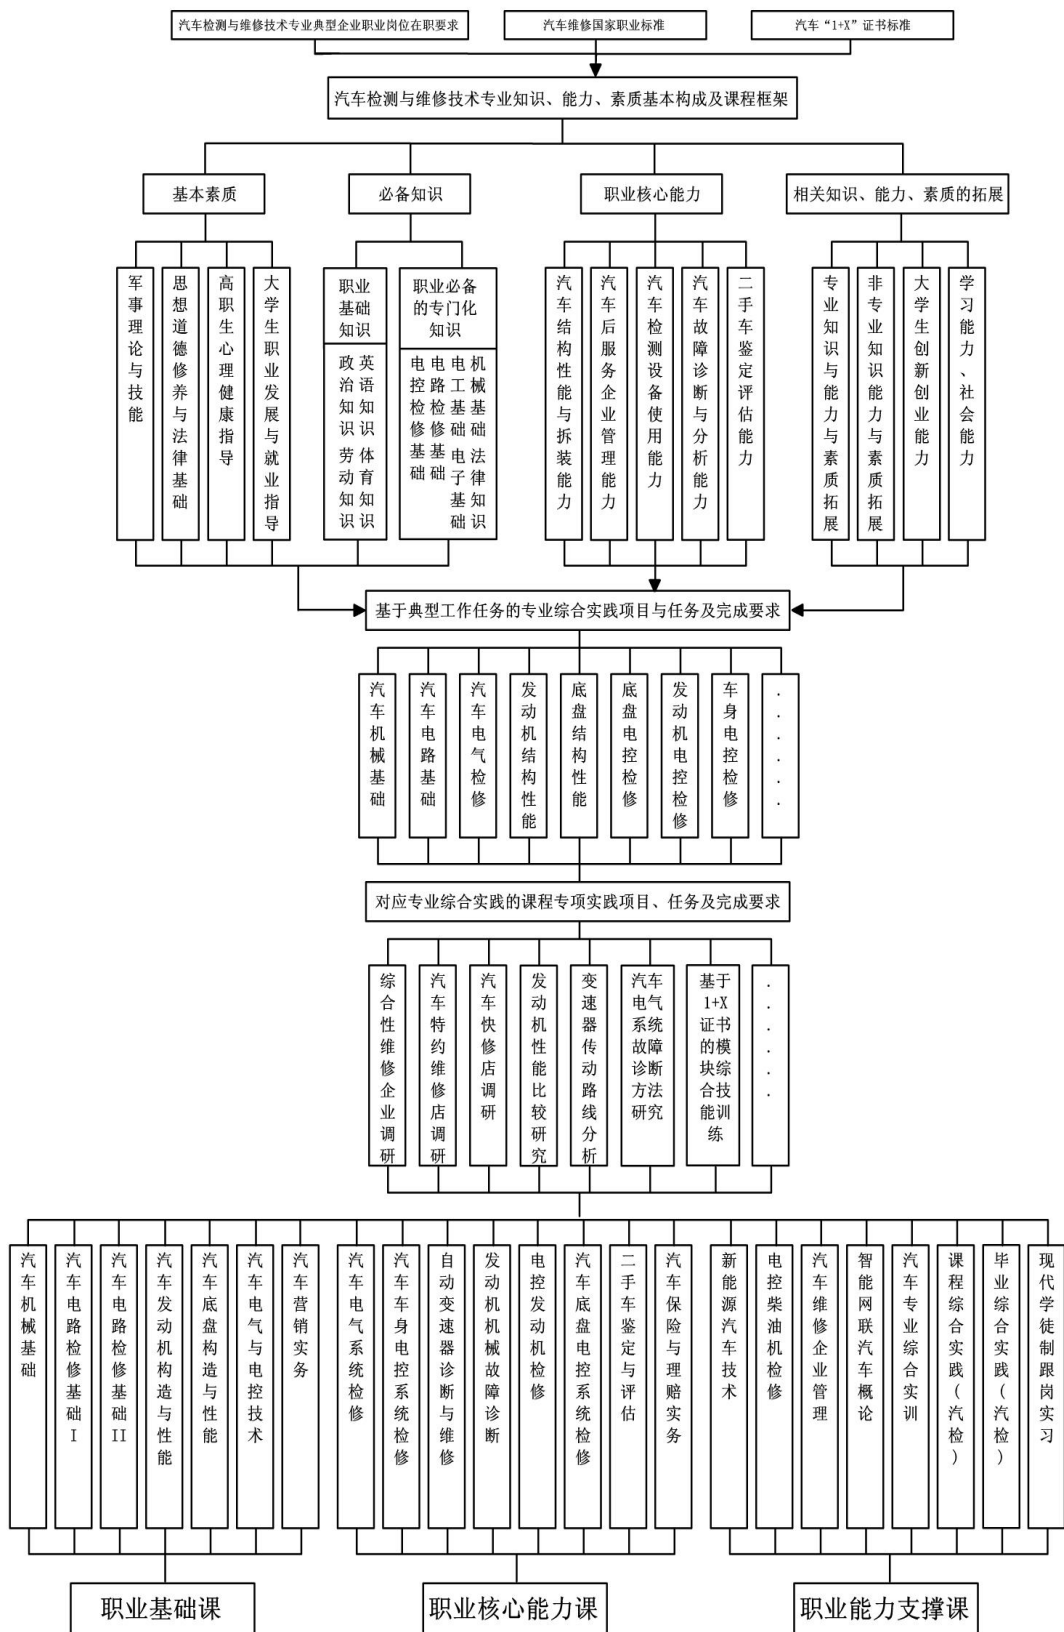 汽车检测与维修技术专业典型企业职业岗位在职要求
汽车维修国家职业标准
汽车“1+X”证书标准
汽车检测与维修技术专业知识、能力、素质基本构成及课程框架
基本素质
必备知识
职业核心能力
相关知识、能力、素质的拓展
军事理论与技能
思想道德修养与法律基础
高职生心理健康指导
大学生职业发展与就业指导
职业
基础
知识
政治知识 劳动知识
英语知识 体育知识
职业必备
的专门化
知识
电控检修基础
电路检修基础
电工基础 电子基础
机械基础 法律知识
汽车结构性能与拆装能力
汽车后服务企业管理能力
汽车检测设备使用能力
汽车故障诊断与分析能力
二手车鉴定评估能力
专业知识与能力与素质拓展
非专业知识能力与素质拓展
大学生创新创业能力
学习能力、社会能力
基于典型工作任务的专业综合实践项目与任务及完成要求
汽车机械基础
汽车电路基础
汽车电气检修
发动机结构性能
底盘结构性能
底盘电控检修
发动机电控检修
车身电控检修
......
对应专业综合实践的课程专项实践项目、任务及完成要求
综合性维修企业调研
汽车特约维修店调研
汽车快修店调研
发动机性能比较研究
变速器传动路线分析
汽车
电气
系统
故障
诊断
方法
研究
基于
1+X
证书
的模
块综
合技
能训
练
......
汽车机械基础
汽车电路检修基础I
汽车电路检修基础II
汽车发动机构造与性能
汽车底盘构造与性能
汽车电气与电控技术
汽车营销实务
汽车电气系统检修
汽车车身电控系统检修
自动变速器诊断与维修
发动机机械故障诊断
电控发动机检修
汽车底盘电控系统检修
二手车鉴定与评估
汽车保险与理赔实务
新能源汽车技术
电控柴油机检修
汽车维修企业管理
智能网联汽车概论
汽车专业综合实训
课程综合实践(汽检)
毕业综合实践(汽检)
现代学徒制跟岗实习
职业基础课
职业核心能力课
职业能力支撑课